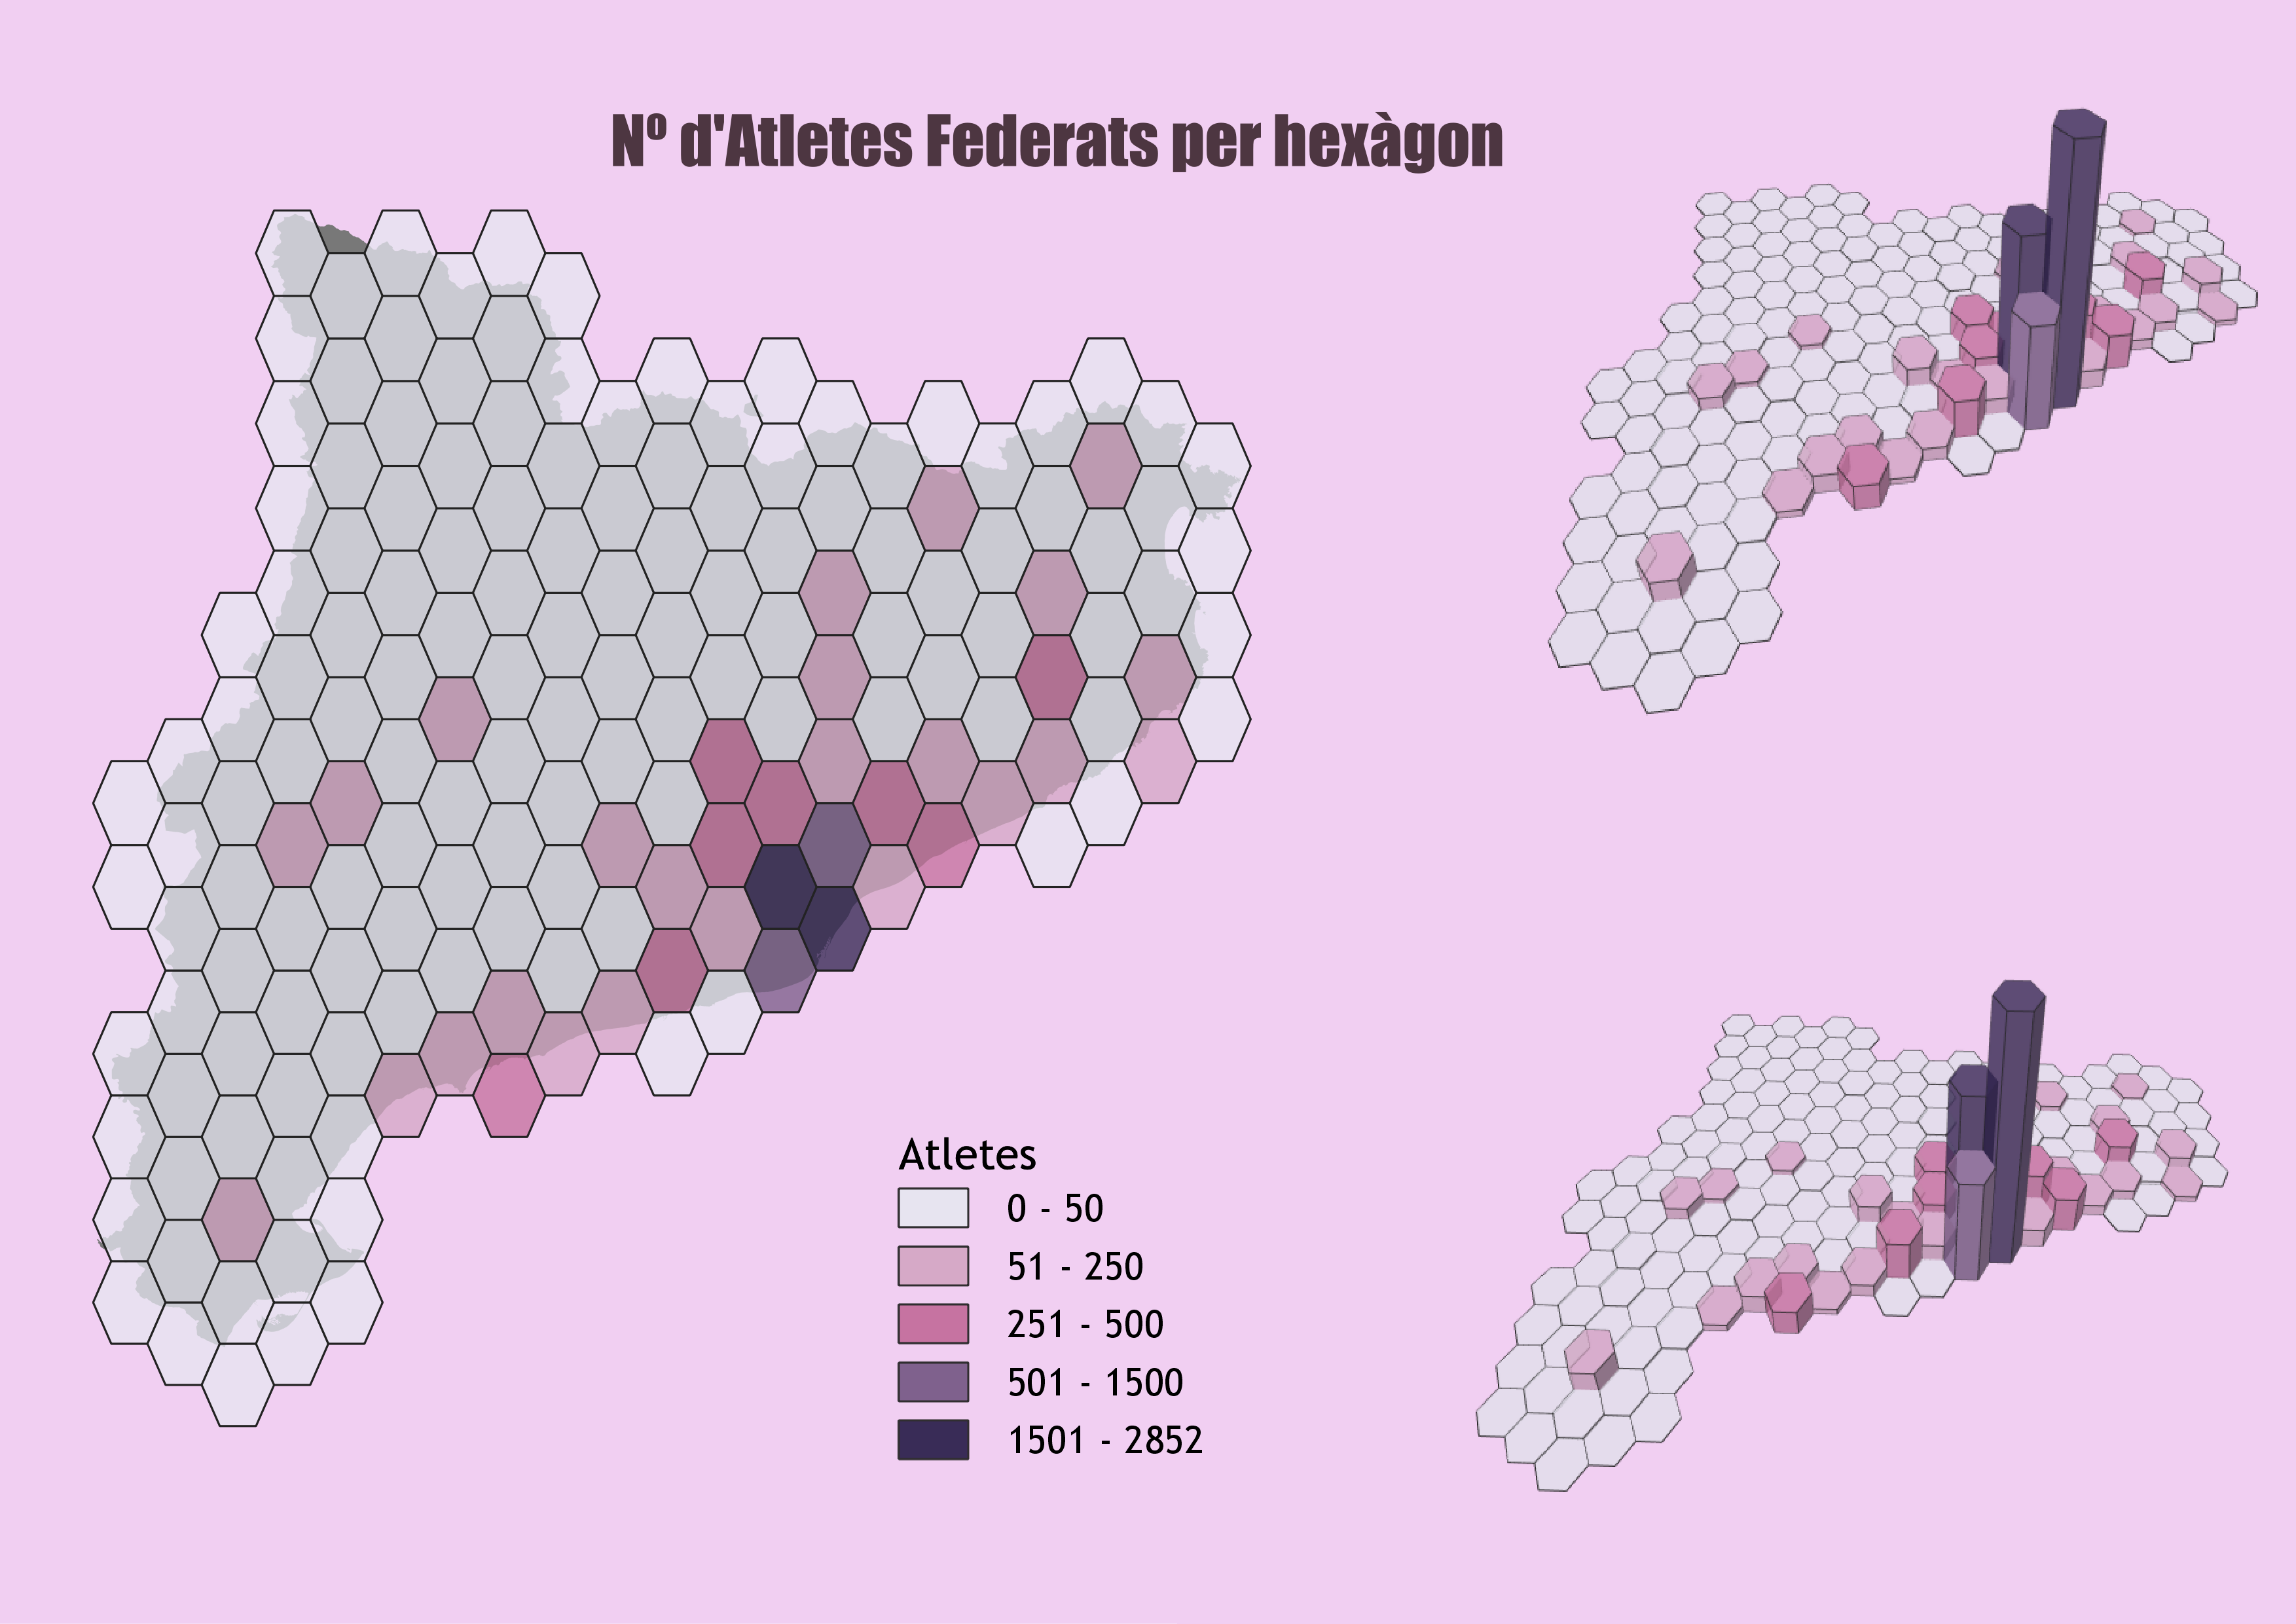 Nº d'Atletes Federats per hexàgon
Atletes
0 - 50
51 - 250
251 - 500
501 - 1500
1501 - 2852